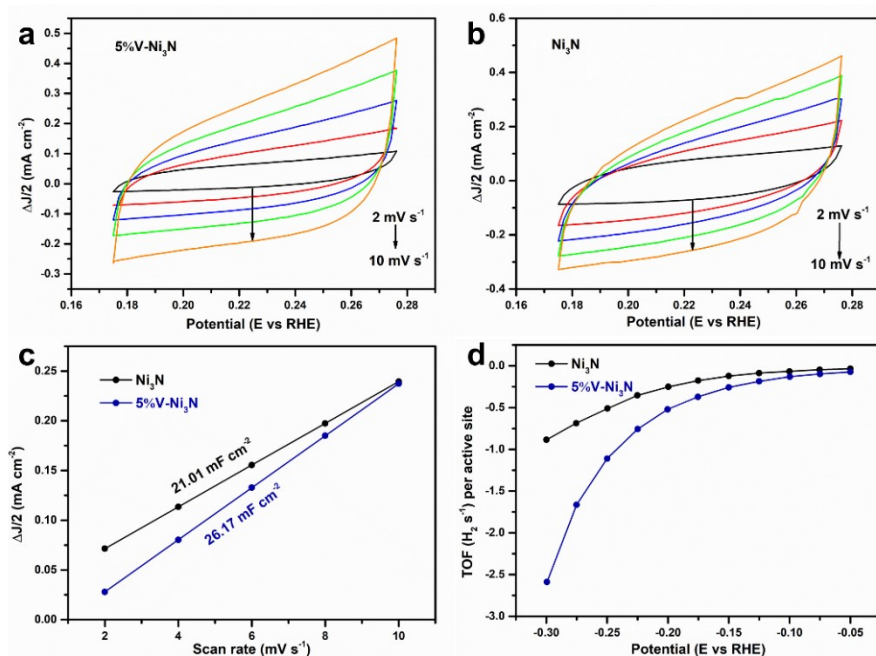 a
5%V-Ni₃N
ΔJ/2 (mA cm⁻²)
0.5
0.4
0.3
0.2
0.1
0.0
-0.1
-0.2
-0.3
2 mV s⁻¹
10 mV s⁻¹
0.16 0.18 0.20 0.22 0.24 0.26 0.28
Potential (E vs RHE)
b
Ni₃N
ΔJ/2 (mA cm⁻²)
0.6
0.4
0.2
0.0
-0.2
-0.4
2 mV s⁻¹
10 mV s⁻¹
0.16 0.18 0.20 0.22 0.24 0.26 0.28
Potential (E vs RHE)
c
Ni₃N
5%V-Ni₃N
ΔJ/2 (mA cm⁻²)
0.25
0.20
0.15
0.10
0.05
0.00
21.01 mF cm⁻²
26.17 mF cm⁻²
2 4 6 8 10
Scan rate (mV s⁻¹)
d
Ni₃N
5%V-Ni₃N
TOF (H₂ s⁻¹) per active site
0.0
-0.5
-1.0
-1.5
-2.0
-2.5
-3.0
-0.30 -0.25 -0.20 -0.15 -0.10 -0.05
Potential (E vs RHE)